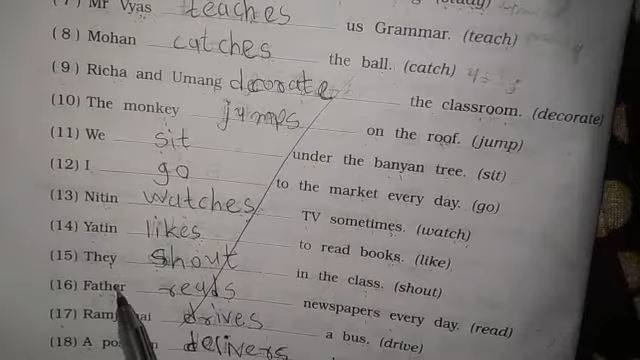 (7) Mr Vyas teaches us Grammar. (teach)
(8) Mohan catches the ball. (catch)
(9) Richa and Umang decorate the classroom. (decorate)
(10) The monkey jumps on the roof. (jump)
(11) We sit under the banyan tree. (sit)
(12) I go to the market every day. (go)
(13) Nitin watches TV sometimes. (watch)
(14) Yatin likes to read books. (like)
(15) They shout in the class. (shout)
(16) Father reads newspapers every day. (read)
(17) drives a bus. (drive)
(18) A delivers